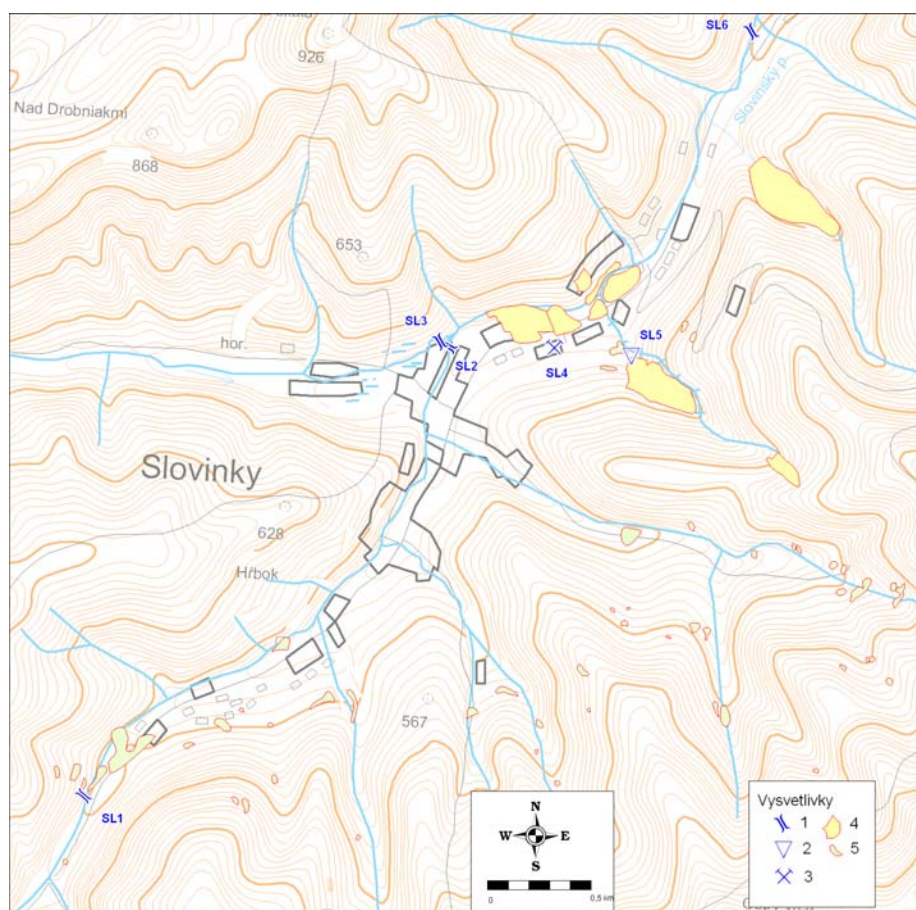 SL6
926
Slovinský p.
Nad Drobniakmi
868
653
SL3
hor.
SL5
SL2
SL4
Slovinky
628
Hŕbok
567
SL1
N
W E
S
0 0,5 km
Vysvetlivky
1 4
2 5
3